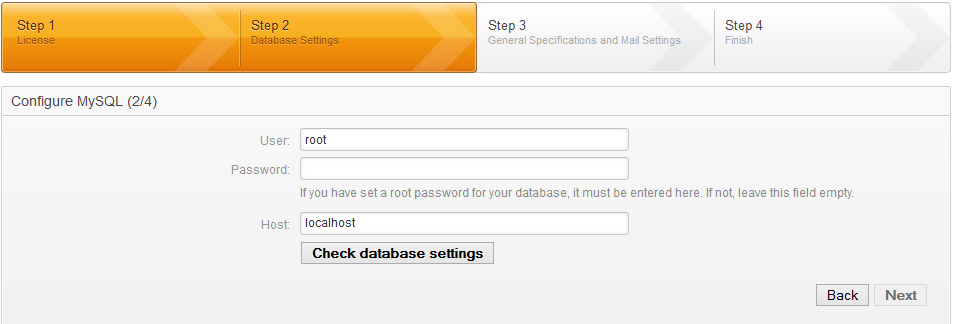 Step 1
License
Step 2
Database Settings
Step 3
General Specifications and Mail Settings
Step 4
Finish
Configure MySQL (2/4)
User: root
Password:
If you have set a root password for your database, it must be entered here. If not, leave this field empty.
Host: localhost
Check database settings
Back Next